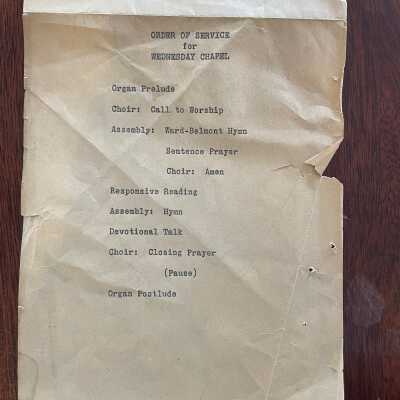 ORDER OF SERVICE
for
WEDNESDAY CHAPEL
Organ Prelude
Choir: Call to Worship
Assembly: Ward-Belmont Hymn
Sentence Prayer
Choir: Amen
Responsive Reading
Assembly: Hymn
Devotional Talk
Choir: Closing Prayer
(Pause)
Organ Postlude